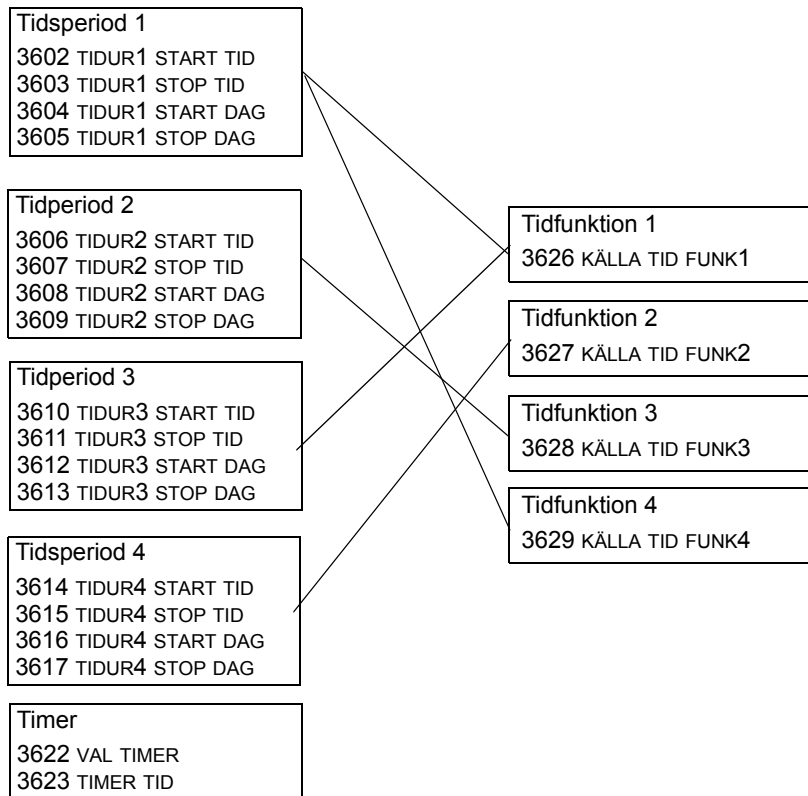 Tidsperiod 1
3602 TIDUR1 START TID
3603 TIDUR1 STOP TID
3604 TIDUR1 START DAG
3605 TIDUR1 STOP DAG
Tidperiod 2
3606 TIDUR2 START TID
3607 TIDUR2 STOP TID
3608 TIDUR2 START DAG
3609 TIDUR2 STOP DAG
Tidperiod 3
3610 TIDUR3 START TID
3611 TIDUR3 STOP TID
3612 TIDUR3 START DAG
3613 TIDUR3 STOP DAG
Tidsperiod 4
3614 TIDUR4 START TID
3615 TIDUR4 STOP TID
3616 TIDUR4 START DAG
3617 TIDUR4 STOP DAG
Timer
3622 VAL TIMER
3623 TIMER TID
Tidfunktion 1
3626 KÄLLA TID FUNK1
Tidfunktion 2
3627 KÄLLA TID FUNK2
Tidfunktion 3
3628 KÄLLA TID FUNK3
Tidfunktion 4
3629 KÄLLA TID FUNK4